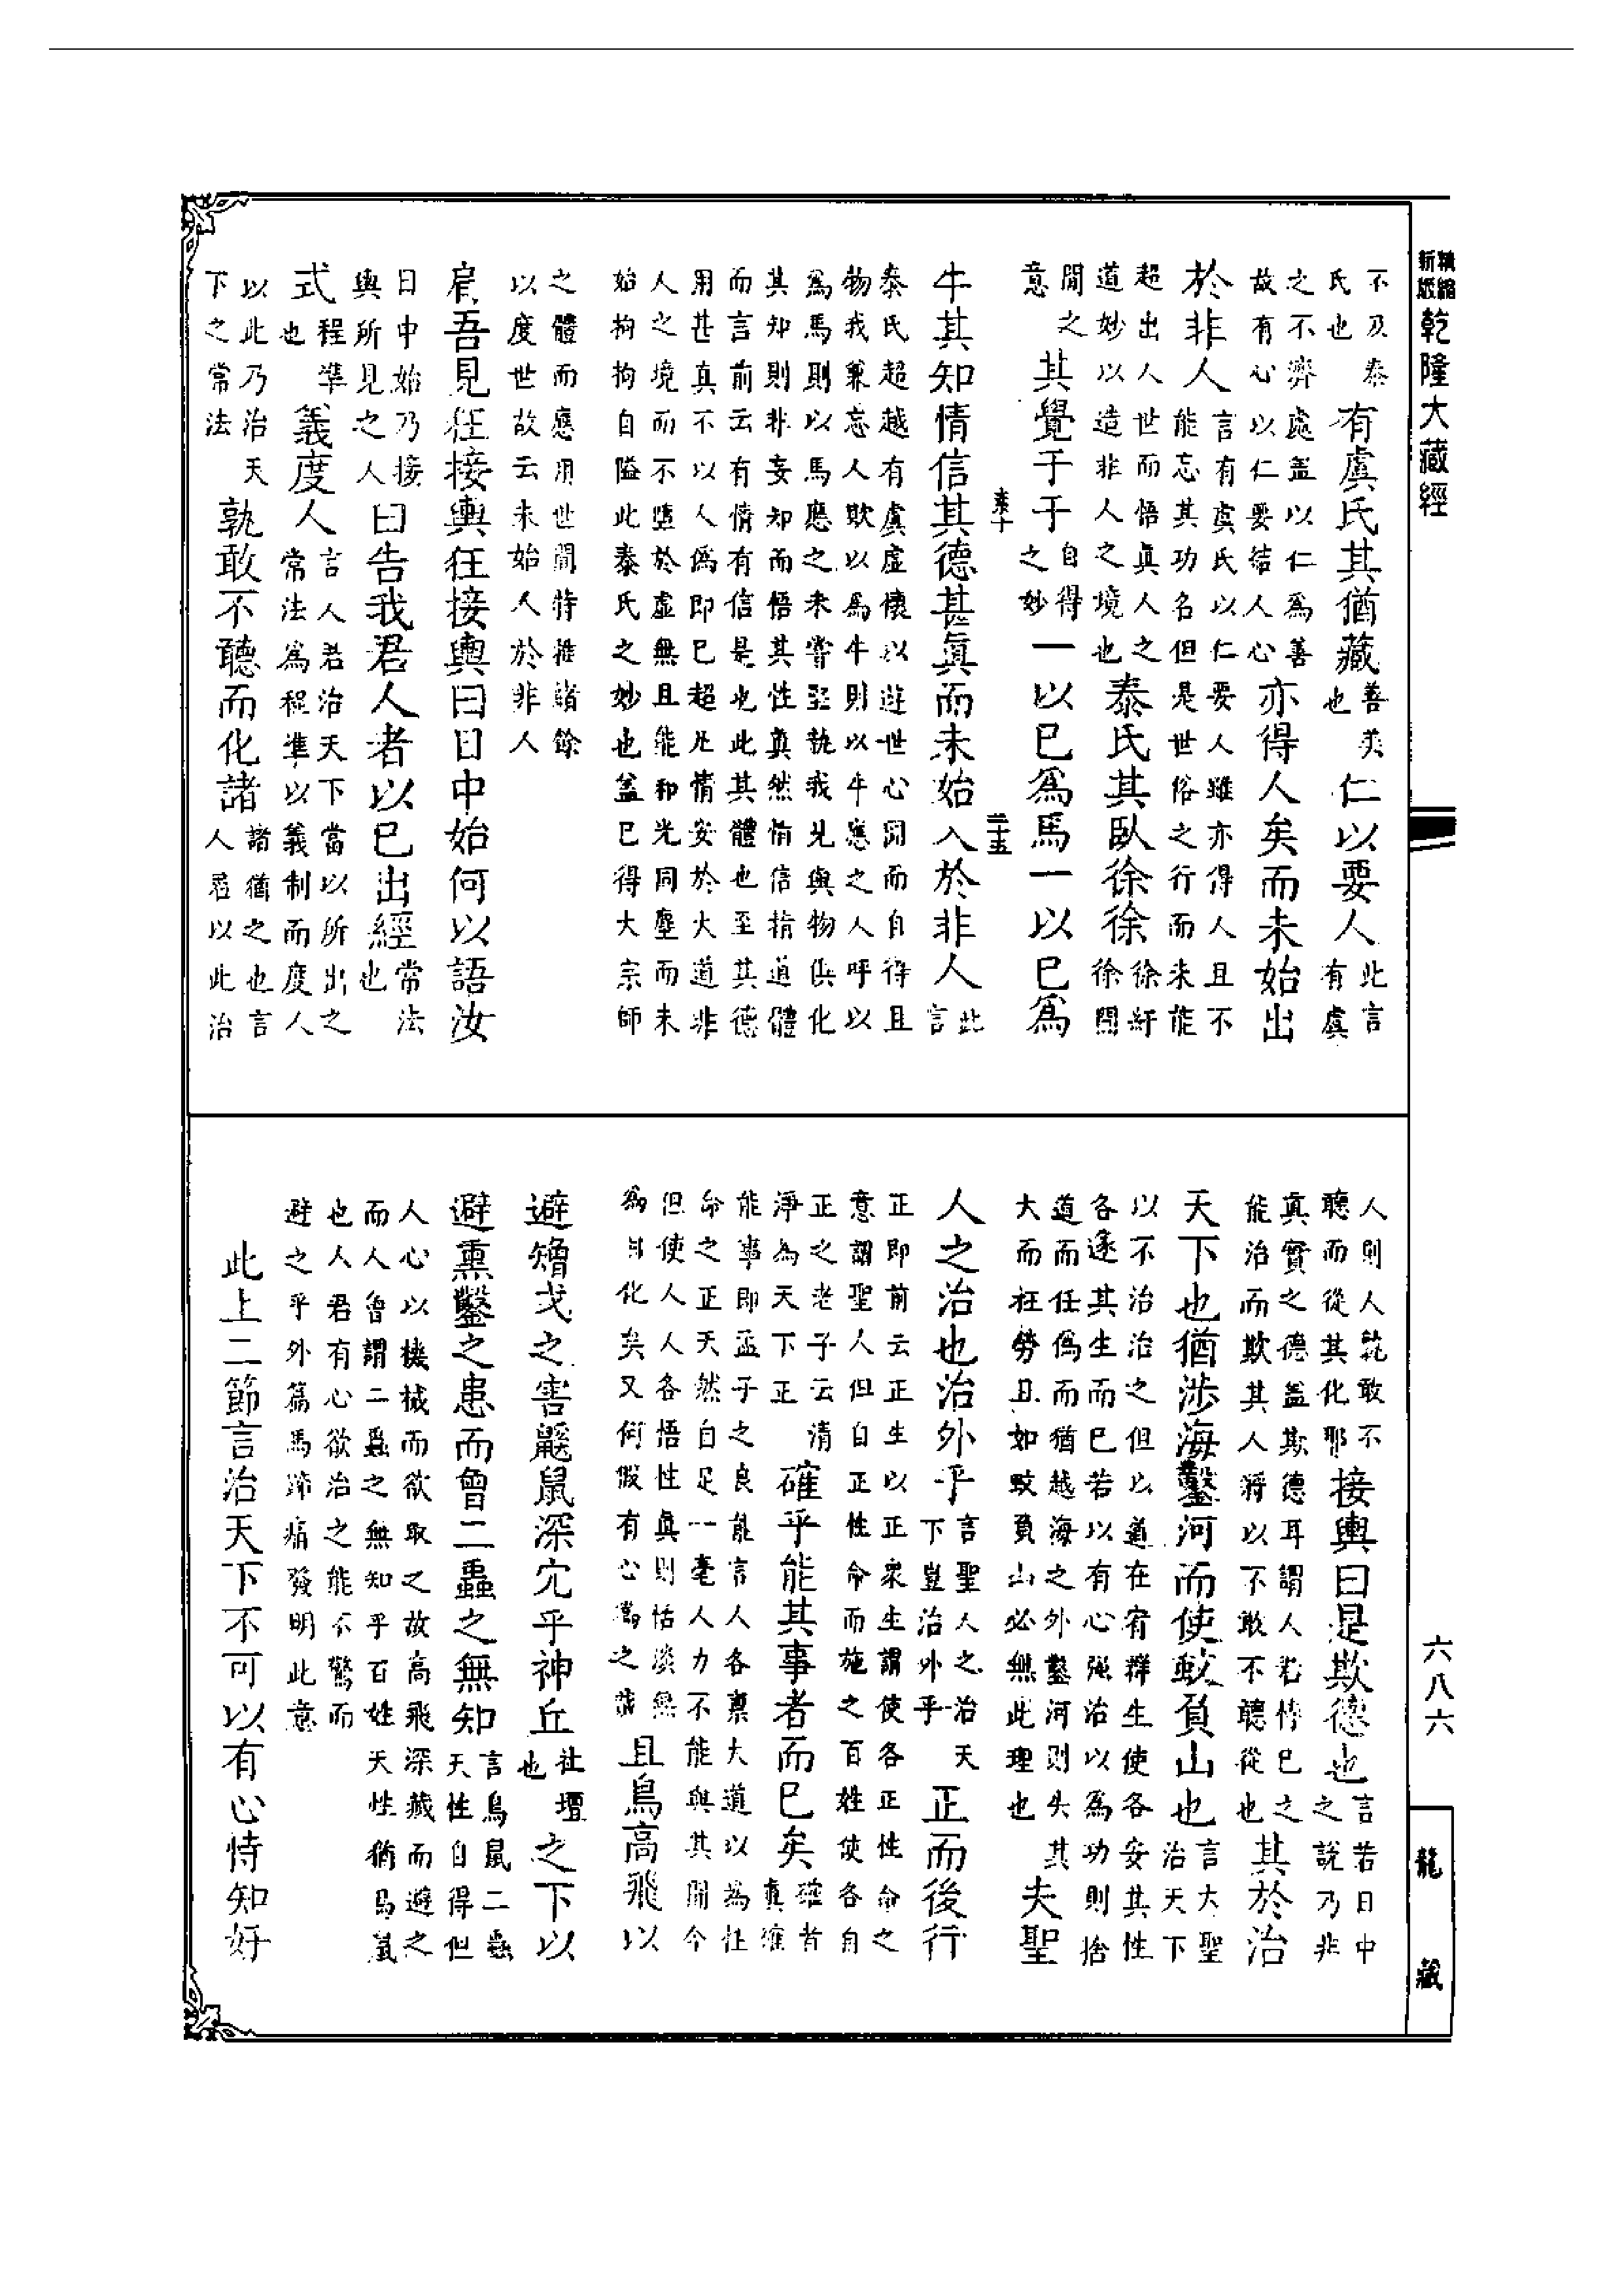 精縮新版乾隆大藏經
不及泰氏也有虞氏其猶藏善美也仁以要人此言有虞
之不濟處蓋以仁為善故有心以仁要結人心亦得人矣而未始出
於非人言有虞氏以仁要人雖亦得人且不能忘其功名但是世俗之行而未能
超出人世而悟真人之道妙以造非人之境也泰氏其臥徐徐徐紆徐閒
閒之意其覺于于自得之妙一以已為馬一以已為
牛其知情信其德甚真而未始入於非人此言
泰氏超越有虞虛懷以遊世心閒而自得且
物我兼忘人欺以為牛則以牛應之人呼以
為馬則以馬應之未嘗堅執我見與物俱化
其知則非妄知而悟其性真然情信指道體
而言前云有情有信是也此其體也至其德
用甚真不以人偽即已超凡情安於大道非
人之境而不墮於虛無且能和光同塵而未
始拘拘自隘此泰氏之妙也蓋已得大宗師
之體而應用世間特推緒餘
以度世故云未始人於非人
肩吾見狂接輿狂接輿曰日中始何以語汝
日中始乃接輿所見之人曰告我君人者以已出經常法也
式程準也義度人言人君治天下當以所出之常法為程準以義制而度人
以此乃治天下之常法孰敢不聽而化諸諸猶之也言人君以此治
二十五
人則人孰敢不聽而從其化耶接輿曰是欺德也言若日中之說乃非
真實之德蓋欺德耳謂人君恃已之能治而欺其人將以不敢不聽從也其於治
天下也猶涉海鑿河而使蚊負山也言大聖治天下
以不治治之但以道在宥群生使各安其性
各遂其生而已若以有心強治以為功則捨
道而任偽而猶越海之外鑿河則失其
大而枉勞且如蚊負山必無此理也夫聖
人之治也治外乎言聖人之治天下豈治外乎正而後行
正即前云正生以正眾生謂使各正性命之
意謂聖人但自正性命而施之百姓使各自
正之老子云清淨為天下正確乎能其事者而已矣確者真確
能事即孟子之良能言人各稟大道以為性
命之正天然自足一毫人力不能與其間今
但使人人各悟性真則恬淡無為自化矣又何假有心為之哉且鳥高飛以
避矰弋之害鼷鼠深穴乎神丘社壇也之下以
避熏鑿之患而曾二蟲之無知言鳥鼠二蟲天性自得但
人心以機械而欲取之故高飛深藏而避之
而人曾謂二蟲之無知乎百姓天性猶鳥鼠
也人君有心欲治之能不驚而
避之乎外篇馬蹄痛發明此意
此上二節言治天下不可以有心恃知好
六八六
龍藏